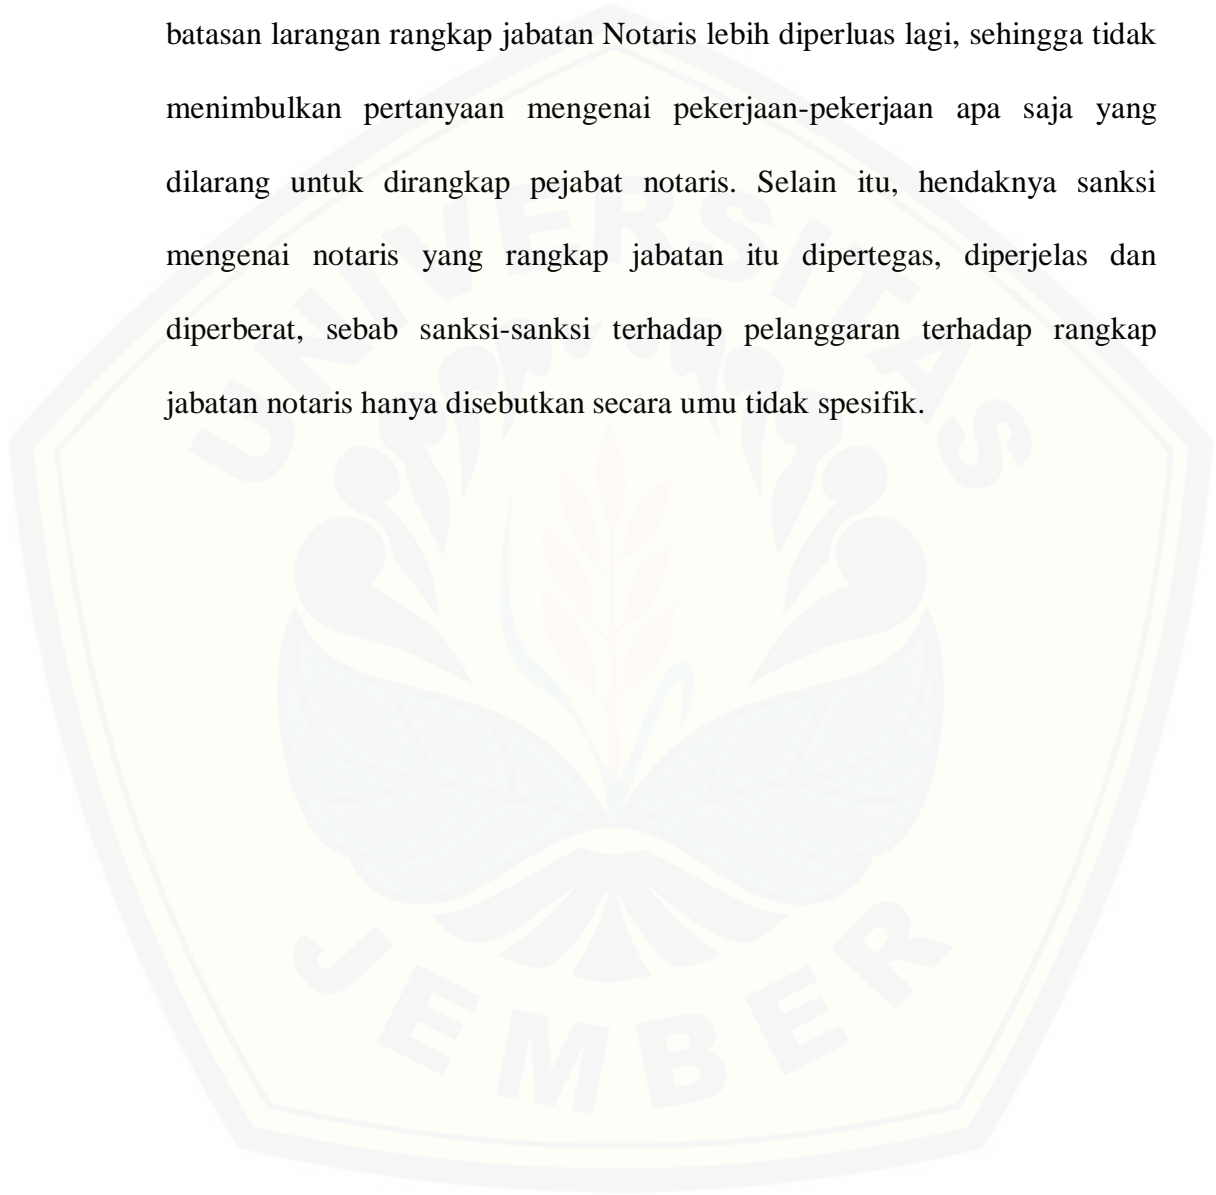 batasan larangan rangkap jabatan Notaris lebih diperluas lagi, sehingga tidak
menimbulkan pertanyaan mengenai pekerjaan-pekerjaan apa saja yang
dilarang untuk dirangkap pejabat notaris. Selain itu, hendaknya sanksi
mengenai notaris yang rangkap jabatan itu dipertegas, diperjelas dan
diperberat, sebab sanksi-sanksi terhadap pelanggaran terhadap rangkap
jabatan notaris hanya disebutkan secara umu tidak spesifik.
UNIVERSITAS
JEMBER